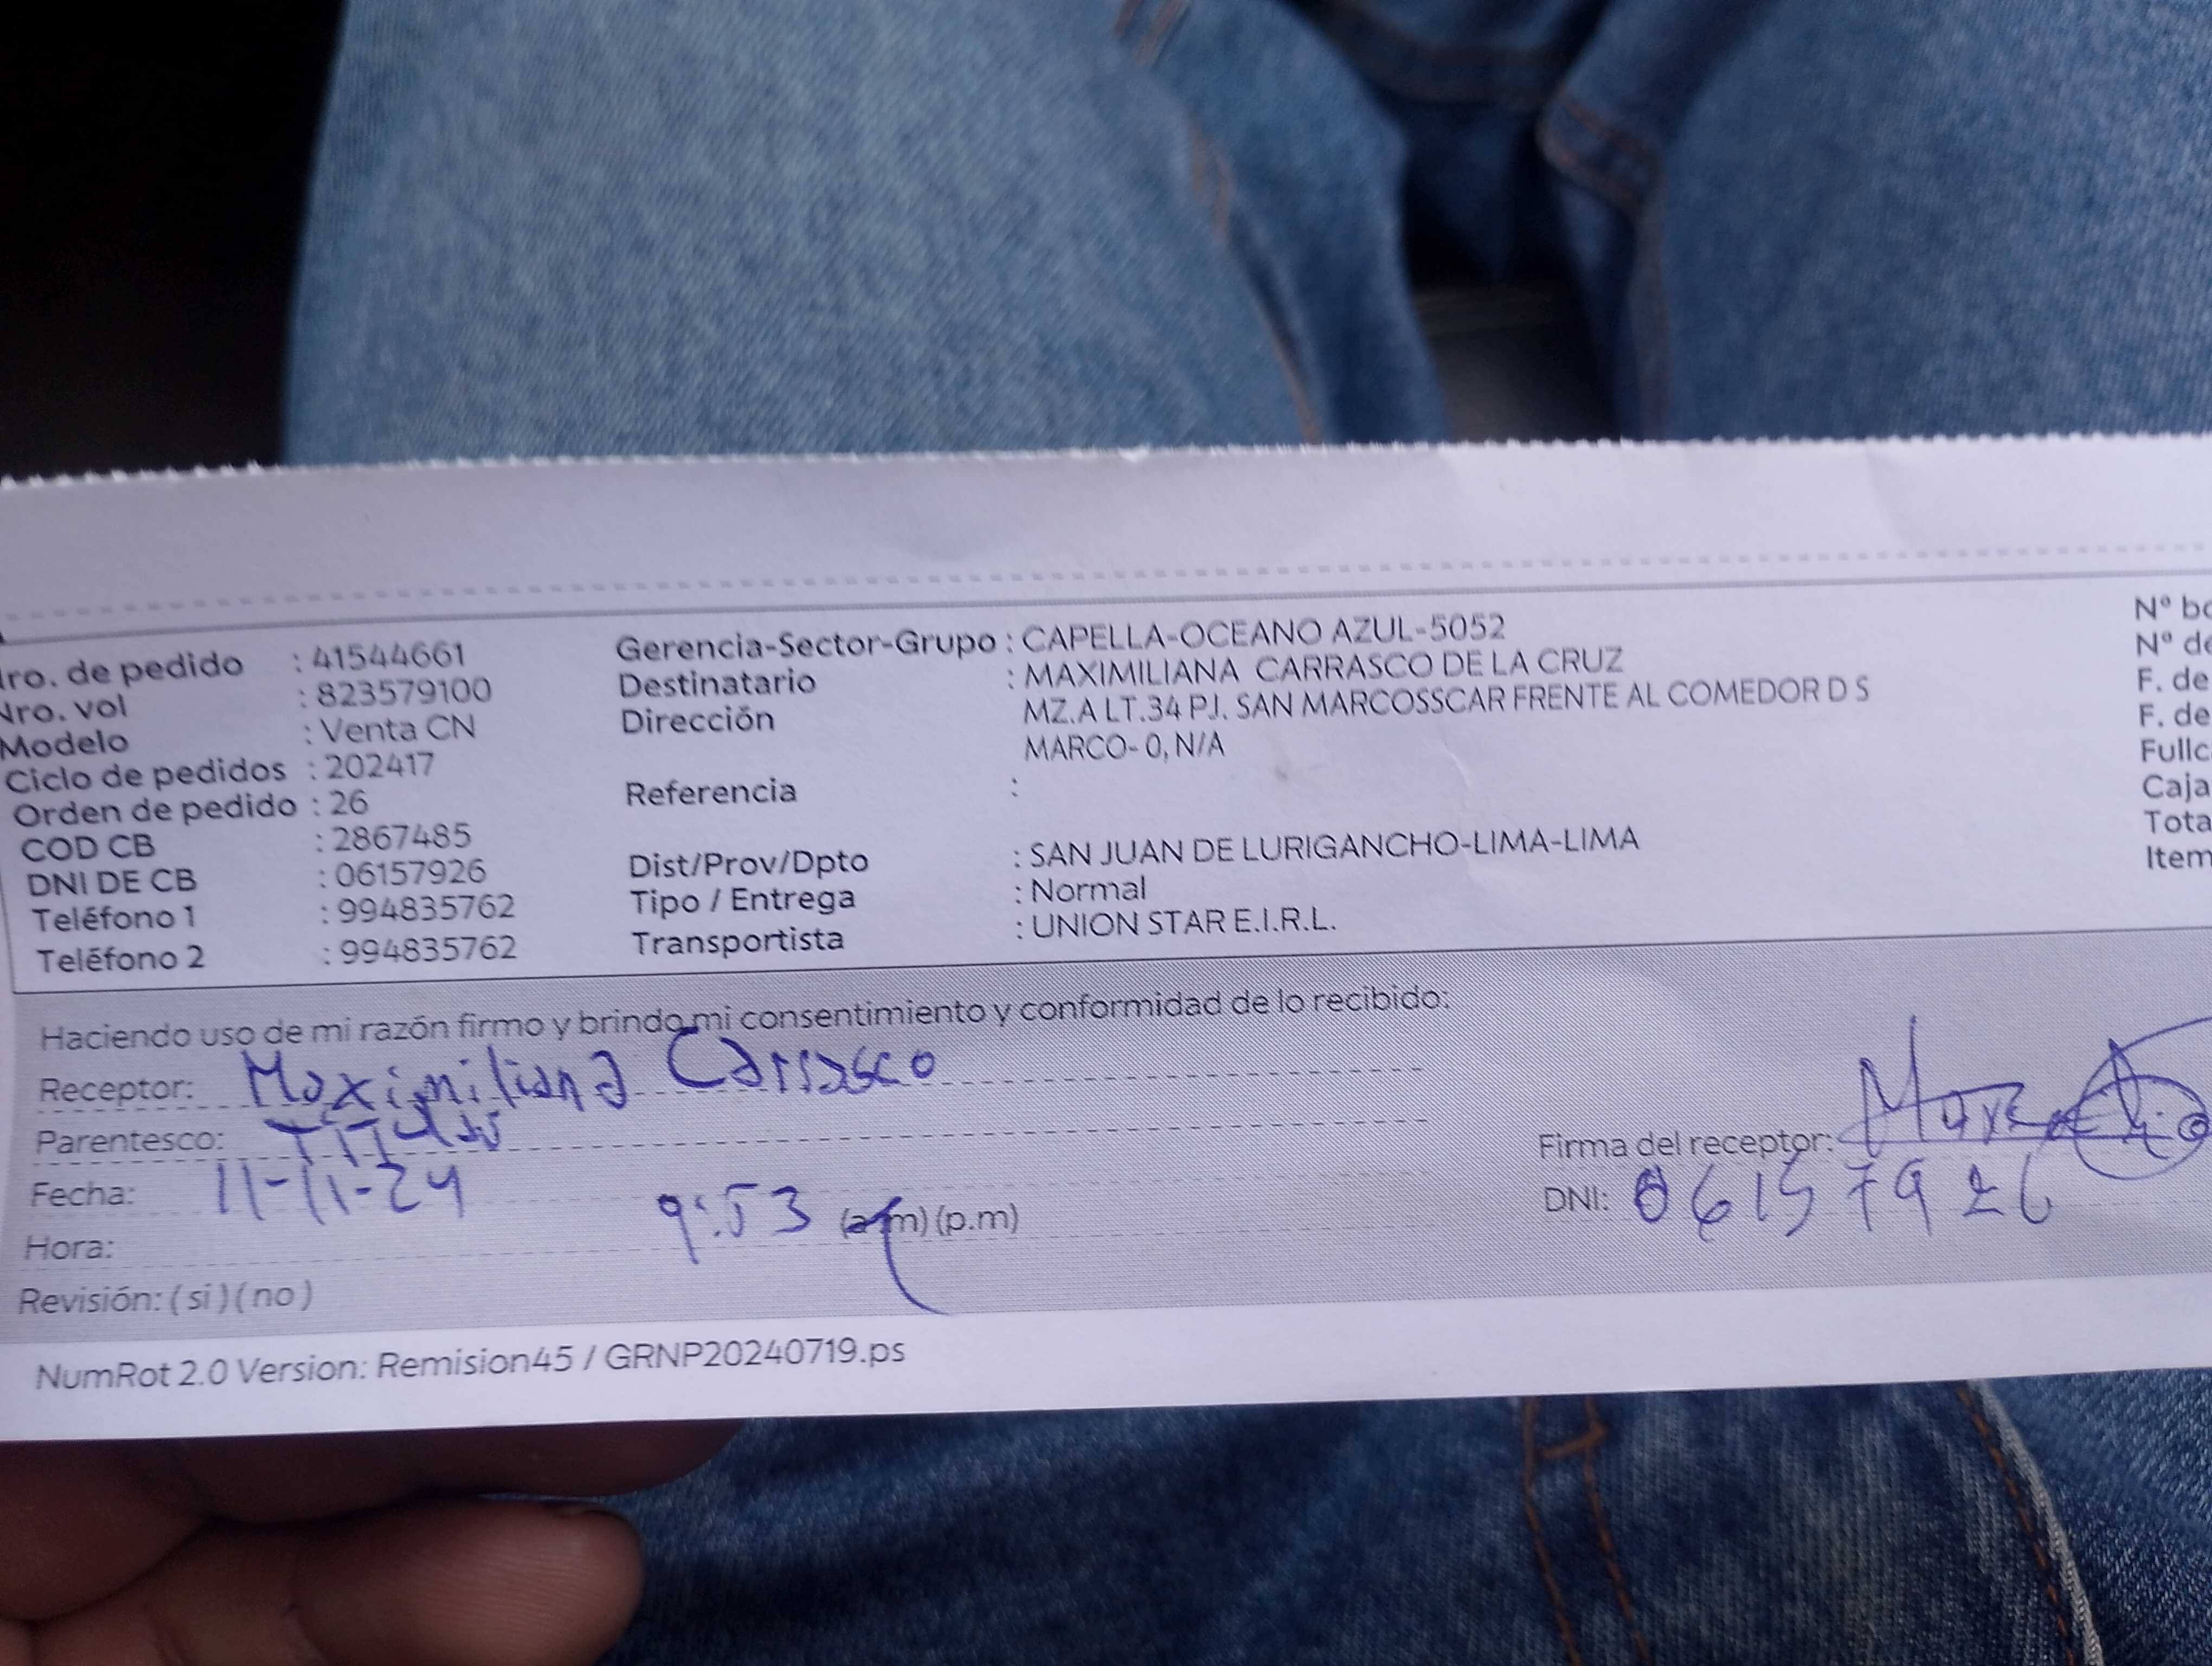 Nro. de pedido : 41544661
Nro. vol : 823579100
Modelo : Venta CN
Ciclo de pedidos : 202417
Orden de pedido : 26
COD CB : 2867485
DNI DE CB : 06157926
Teléfono 1 : 994835762
Teléfono 2 : 994835762
Gerencia-Sector-Grupo : CAPELLA-OCEANO AZUL-5052
Destinatario : MAXIMILIANA CARRASCO DE LA CRUZ
Dirección MZ.A LT.34 PJ. SAN MARCOSSCAR FRENTE AL COMEDOR D S
MARCO- 0, N/A
Referencia :
Dist/Prov/Dpto : SAN JUAN DE LURIGANCHO-LIMA-LIMA
Tipo / Entrega : Normal
Transportista : UNION STAR E.I.R.L.
Nº
Nº de
F. de
F. de
Caja
Item
Haciendo uso de mi razón firmo y brindo mi consentimiento y conformidad de lo recibido:
Receptor: Maximiliana Carrasco
Parentesco: TiTular
Fecha: 11-11-24
Hora: 9:53 (a.m) (p.m)
Revisión: ( si ) ( no )
Firma del receptor:
DNI: 06157926
NumRot 2.0 Version: Remision45 / GRNP20240719.ps